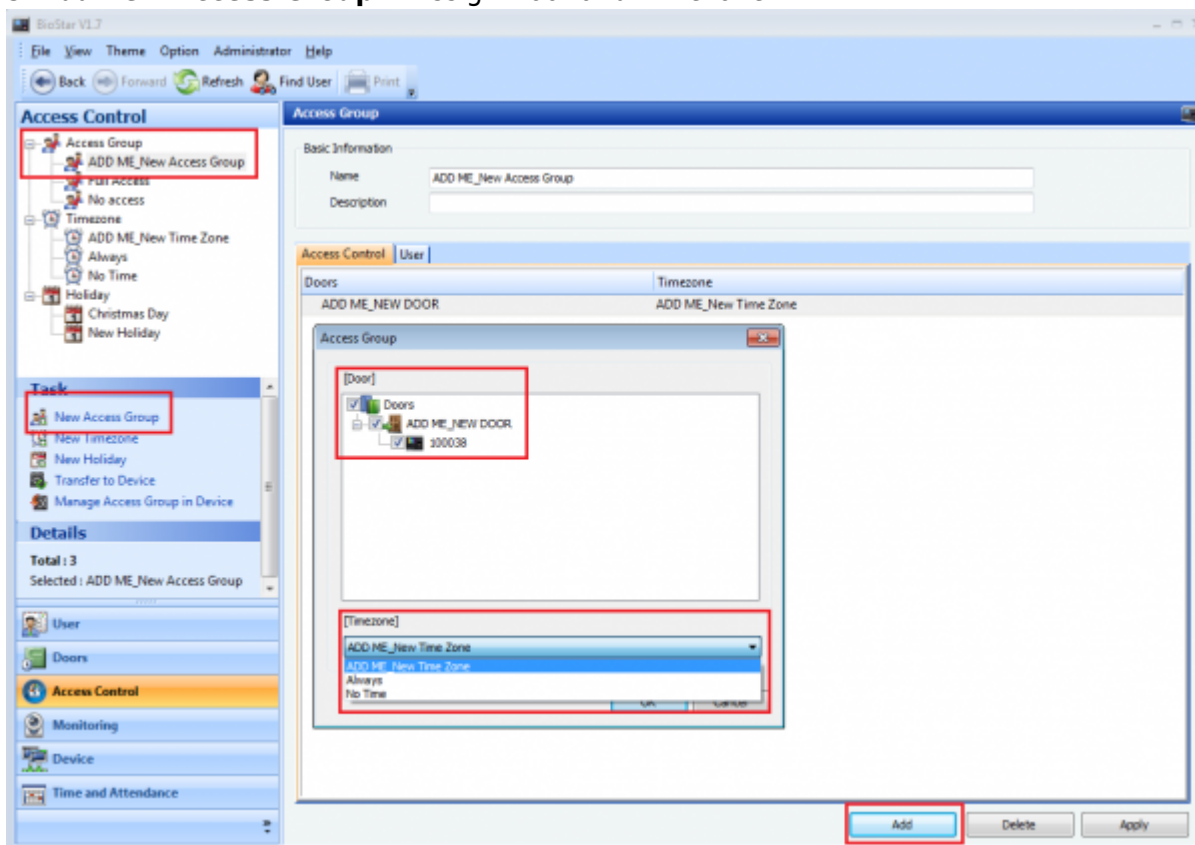 BioStar V1.7
File View Theme Option Administrator Help
Back Forward Refresh Find User Print
Access Control
Access Group
ADD ME_New Access Group
Full Access
No access
Timezone
ADD ME_New Time Zone
Always
No Time
Holiday
Christmas Day
New Holiday
Task
New Access Group
New Timezone
New Holiday
Transfer to Device
Manage Access Group in Device
Details
Total : 3
Selected : ADD ME_New Access Group
User
Doors
Access Control
Monitoring
Device
Time and Attendance
Access Group
Basic Information
Name ADD ME_New Access Group
Description
Access Control User
Doors Timezone
ADD ME_NEW DOOR ADD ME_New Time Zone
Access Group
[Door]
Doors
ADD ME_NEW DOOR
100038
[Timezone]
ADD ME_New Time Zone
ADD ME_New Time Zone
Always
No Time
OK Cancel
Add Delete Apply